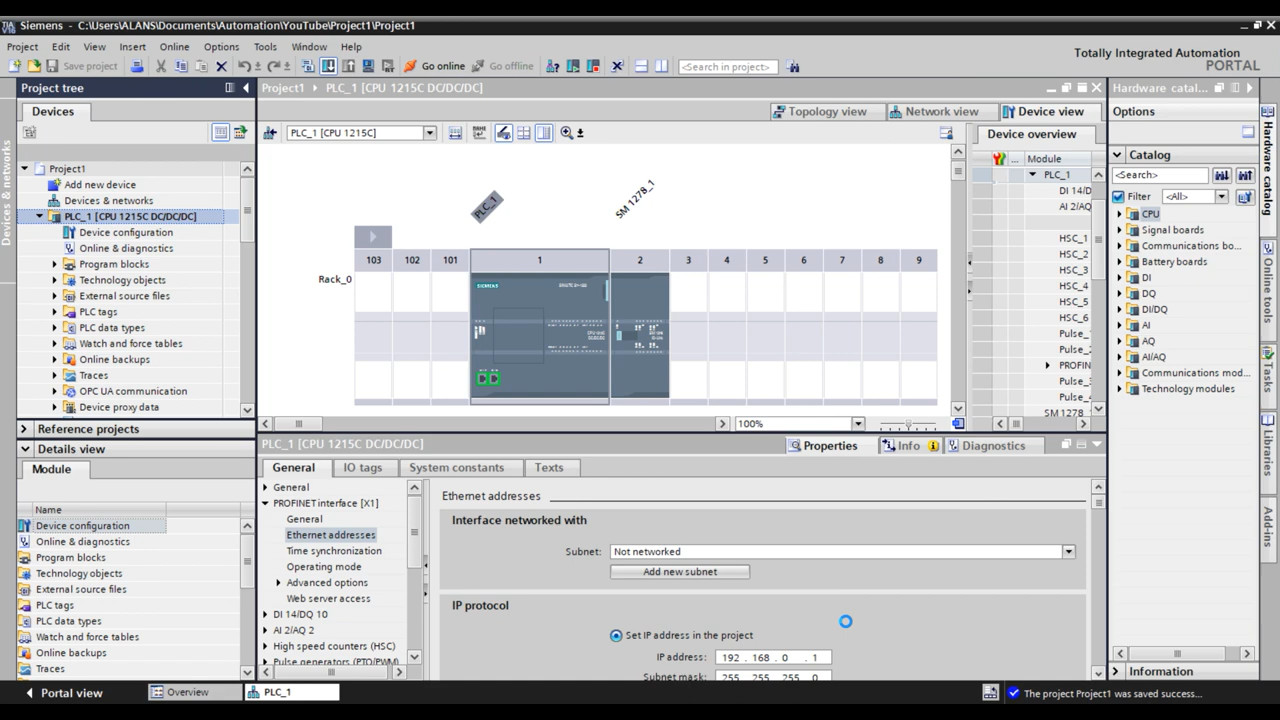 Siemens - C:\Users\ALANS\Documents\Automation\YouTube\Project1\Project1
Project Edit View Insert Online Options Tools Window Help
Totally Integrated Automation
PORTAL
Save project Go online Go offline <Search in project>
Project tree
Devices
Project1
Add new device
Devices & networks
PLC_1 [CPU 1215C DC/DC/DC]
Device configuration
Online & diagnostics
Program blocks
Technology objects
External source files
PLC tags
PLC data types
Watch and force tables
Online backups
Traces
OPC UA communication
Device proxy data
Reference projects
Details view
Module
Name
Device configuration
Online & diagnostics
Program blocks
Technology objects
External source files
PLC tags
PLC data types
Watch and force tables
Online backups
Traces
Devices & networks
Project1 PLC_1 [CPU 1215C DC/DC/DC]
Topology view Network view Device view
PLC_1 [CPU 1215C]
PLC_1
SM 1278_1
103 102 101 1 2 3 4 5 6 7 8 9
Rack_0
SIEMENS
100%
Device overview
... Module
PLC_1
DI 14/D
AI 2/AQ
HSC_1
HSC_2
HSC_3
HSC_4
HSC_5
HSC_6
Pulse_1
Pulse_2
PROFIN
Pulse_3
Pulse_4
SM 1278
PLC_1 [CPU 1215C DC/DC/DC]
Properties Info Diagnostics
General IO tags System constants Texts
General
PROFINET interface [X1]
General
Ethernet addresses
Time synchronization
Operating mode
Advanced options
Web server access
DI 14/DQ 10
AI 2/AQ 2
High speed counters (HSC)
Pulse generators (PTO/PWM)
Ethernet addresses
Interface networked with
Subnet: Not networked
Add new subnet
IP protocol
Set IP address in the project
IP address: 192 . 168 . 0 . 1
Subnet mask: 255 . 255 . 255 . 0
Hardware catal...
Options
Catalog
<Search>
Filter <All>
CPU
Signal boards
Communications bo...
Battery boards
DI
DQ
DI/DQ
AI
AQ
AI/AQ
Communications mod...
Technology modules
Information
Hardware catalog
Online tools
Tasks
Libraries
Add-ins
Portal view Overview PLC_1 The project Project1 was saved success...